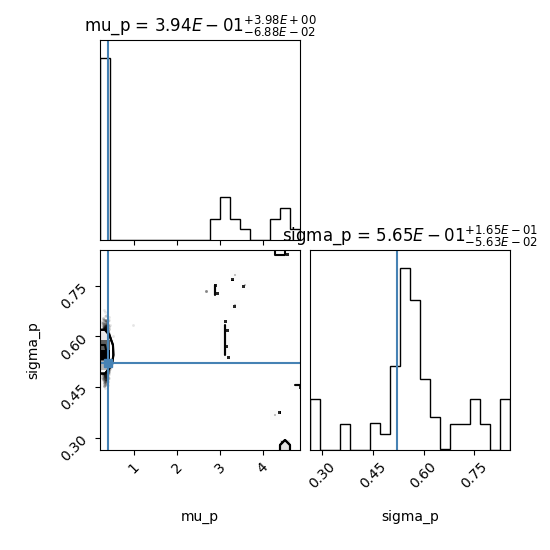 mu_p = 3.94E − 01+3.98E+00−6.88E−02
sigma_p = 5.65E − 01+1.65E−01−5.63E−02
sigma_p
0.75
0.60
0.45
0.30
1 2 3 4
0.30 0.45 0.60 0.75
mu_p sigma_p